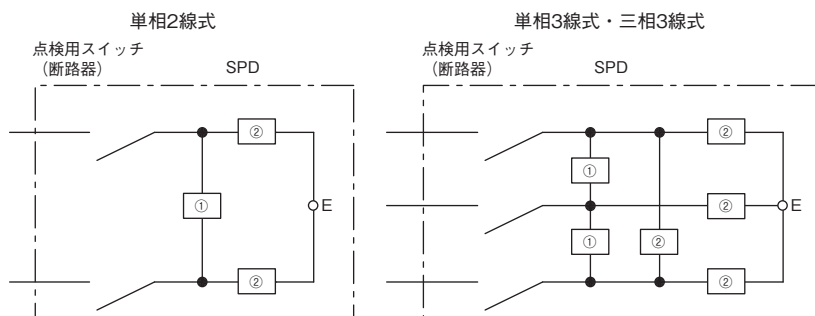 単相2線式
点検用スイッチ
（断路器）
SPD
②
①
E
②
単相3線式・三相3線式
点検用スイッチ
（断路器）
SPD
②
①
②
E
①
②
②